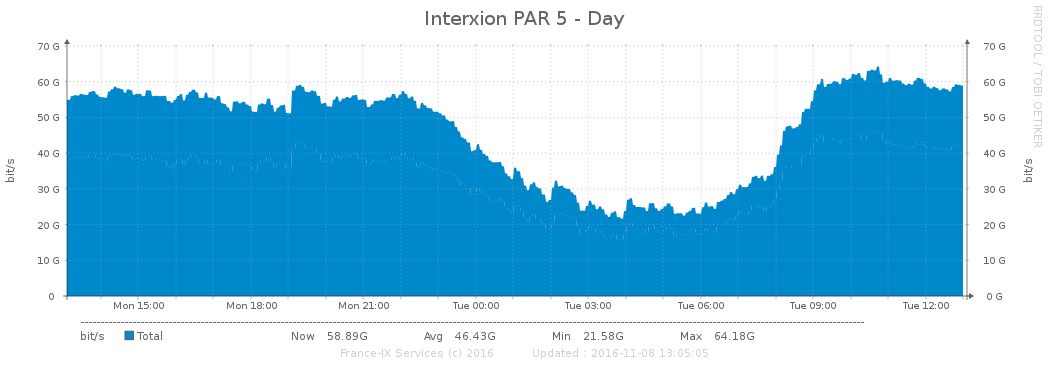 Interxion PAR 5 - Day
RRDTOOL / TOBI OETIKER
bit/s
70 G 70 G
60 G 60 G
50 G 50 G
40 G 40 G
30 G 30 G
20 G 20 G
10 G 10 G
0 0 G
bit/s
Mon 15:00 Mon 18:00 Mon 21:00 Tue 00:00 Tue 03:00 Tue 06:00 Tue 09:00 Tue 12:00
bit/s Total Now 58.89G Avg 46.43G Min 21.58G Max 64.18G
France-IX Services (c) 2016 Updated : 2016-11-08 13:05:05